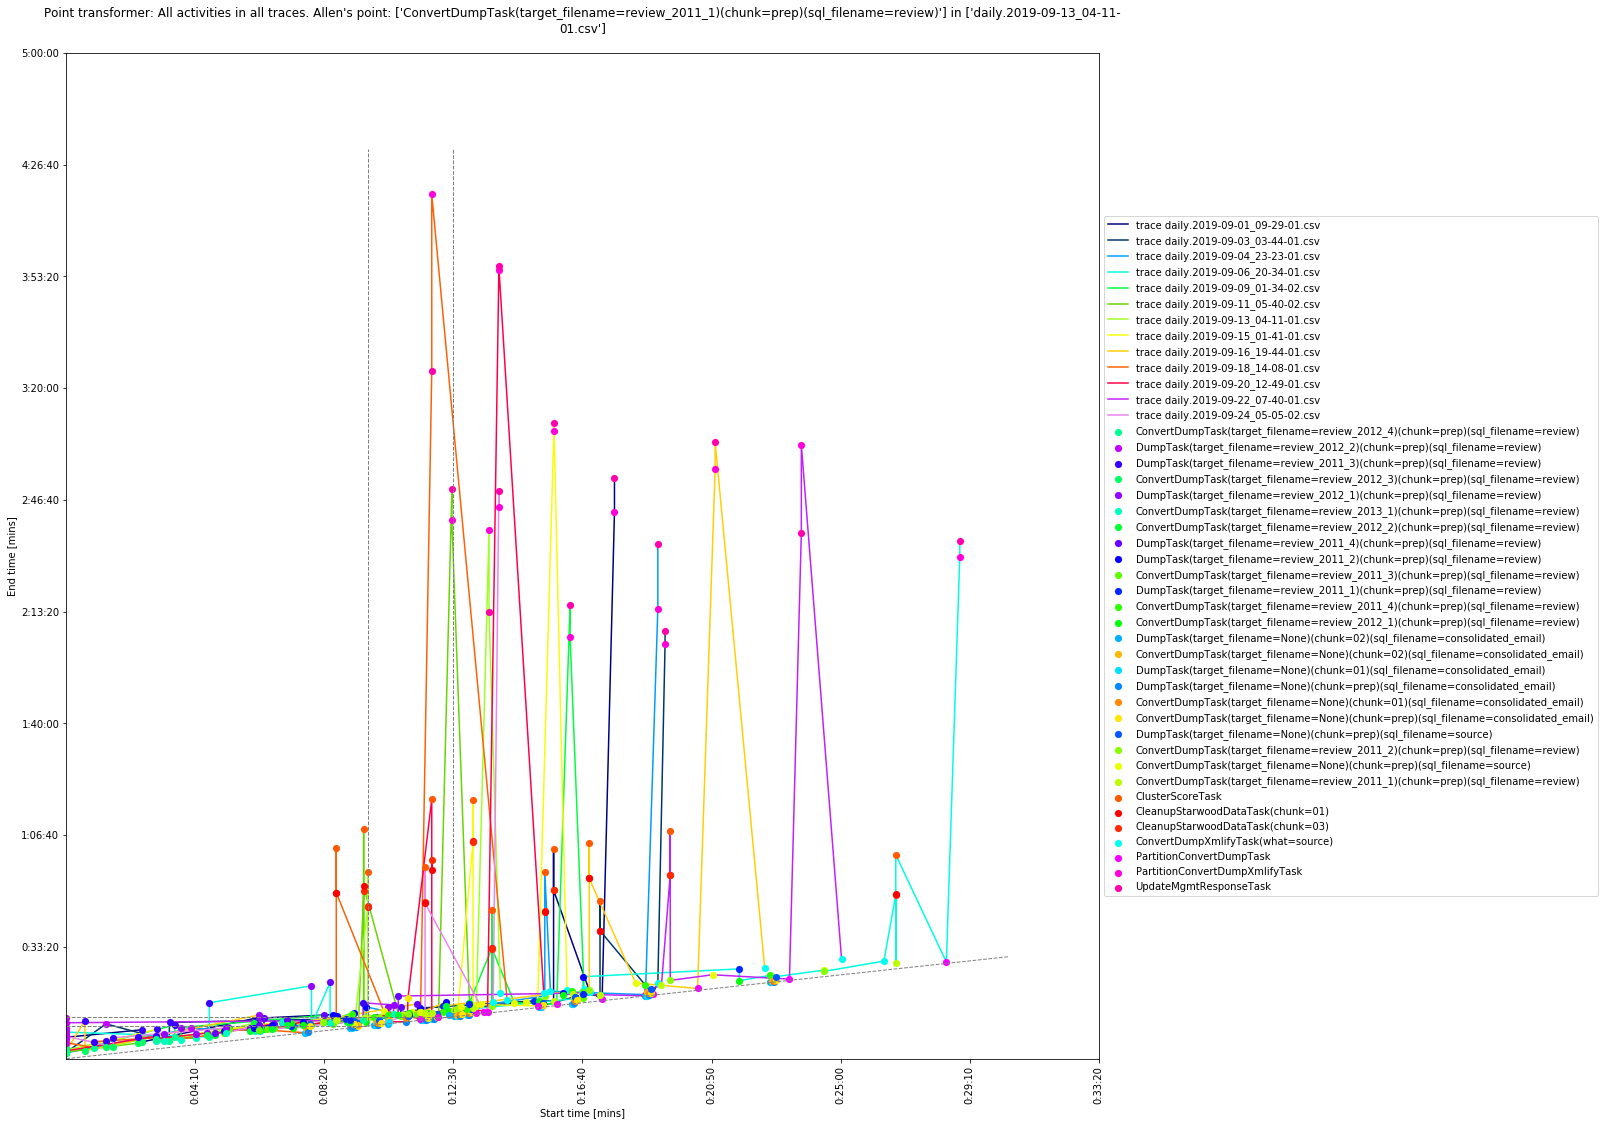 Point transformer: All activities in all traces. Allen's point: ['ConvertDumpTask(target_filename=review_2011_1)(chunk=prep)(sql_filename=review)'] in ['daily.2019-09-13_04-11-
01.csv']
5:00:00
4:26:40
3:53:20
3:20:00
2:46:40
2:13:20
1:40:00
1:06:40
0:33:20
End time [mins]
0:04:10
0:08:20
0:12:30
0:16:40
0:20:50
0:25:00
0:29:10
0:33:20
Start time [mins]
trace daily.2019-09-01_09-29-01.csv
trace daily.2019-09-03_03-44-01.csv
trace daily.2019-09-04_23-23-01.csv
trace daily.2019-09-06_20-34-01.csv
trace daily.2019-09-09_01-34-02.csv
trace daily.2019-09-11_05-40-02.csv
trace daily.2019-09-13_04-11-01.csv
trace daily.2019-09-15_01-41-01.csv
trace daily.2019-09-16_19-44-01.csv
trace daily.2019-09-18_14-08-01.csv
trace daily.2019-09-20_12-49-01.csv
trace daily.2019-09-22_07-40-01.csv
trace daily.2019-09-24_05-05-02.csv
ConvertDumpTask(target_filename=review_2012_4)(chunk=prep)(sql_filename=review)
DumpTask(target_filename=review_2012_2)(chunk=prep)(sql_filename=review)
DumpTask(target_filename=review_2011_3)(chunk=prep)(sql_filename=review)
ConvertDumpTask(target_filename=review_2012_3)(chunk=prep)(sql_filename=review)
DumpTask(target_filename=review_2012_1)(chunk=prep)(sql_filename=review)
ConvertDumpTask(target_filename=review_2013_1)(chunk=prep)(sql_filename=review)
ConvertDumpTask(target_filename=review_2012_2)(chunk=prep)(sql_filename=review)
DumpTask(target_filename=review_2011_4)(chunk=prep)(sql_filename=review)
DumpTask(target_filename=review_2011_2)(chunk=prep)(sql_filename=review)
ConvertDumpTask(target_filename=review_2011_3)(chunk=prep)(sql_filename=review)
DumpTask(target_filename=review_2011_1)(chunk=prep)(sql_filename=review)
ConvertDumpTask(target_filename=review_2011_4)(chunk=prep)(sql_filename=review)
ConvertDumpTask(target_filename=review_2012_1)(chunk=prep)(sql_filename=review)
DumpTask(target_filename=None)(chunk=02)(sql_filename=consolidated_email)
ConvertDumpTask(target_filename=None)(chunk=02)(sql_filename=consolidated_email)
DumpTask(target_filename=None)(chunk=01)(sql_filename=consolidated_email)
DumpTask(target_filename=None)(chunk=prep)(sql_filename=consolidated_email)
ConvertDumpTask(target_filename=None)(chunk=01)(sql_filename=consolidated_email)
ConvertDumpTask(target_filename=None)(chunk=prep)(sql_filename=consolidated_email)
DumpTask(target_filename=None)(chunk=prep)(sql_filename=source)
ConvertDumpTask(target_filename=review_2011_2)(chunk=prep)(sql_filename=review)
ConvertDumpTask(target_filename=None)(chunk=prep)(sql_filename=source)
ConvertDumpTask(target_filename=review_2011_1)(chunk=prep)(sql_filename=review)
ClusterScoreTask
CleanupStarwoodDataTask(chunk=01)
CleanupStarwoodDataTask(chunk=03)
ConvertDumpXmlifyTask(what=source)
PartitionConvertDumpTask
PartitionConvertDumpXmlifyTask
UpdateMgmtResponseTask